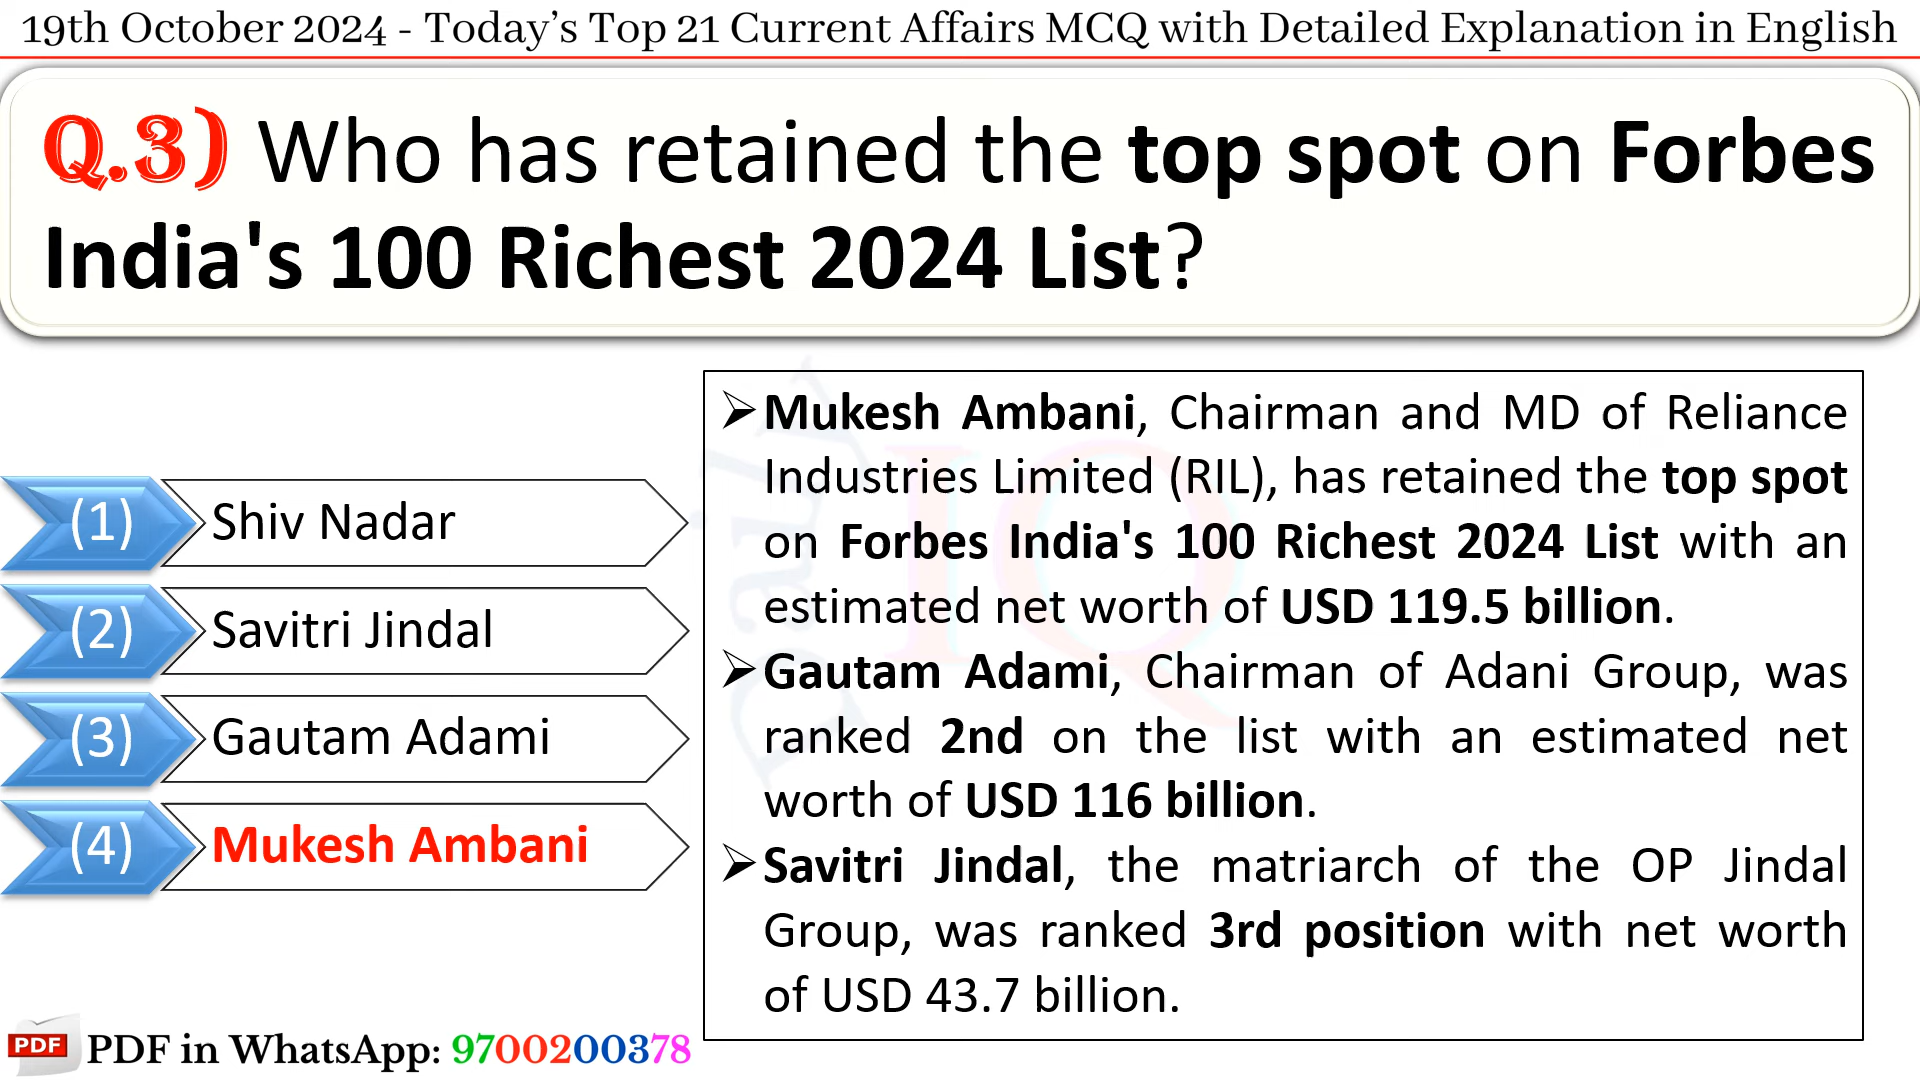 19th October 2024 - Today's Top 21 Current Affairs MCQ with Detailed Explanation in English
Q.3) Who has retained the top spot on Forbes
India's 100 Richest 2024 List?
(1) Shiv Nadar
(2) Savitri Jindal
(3) Gautam Adami
(4) Mukesh Ambani
➢Mukesh Ambani, Chairman and MD of Reliance
Industries Limited (RIL), has retained the top spot
on Forbes India's 100 Richest 2024 List with an
estimated net worth of USD 119.5 billion.
➢Gautam Adami, Chairman of Adani Group, was
ranked 2nd on the list with an estimated net
worth of USD 116 billion.
➢Savitri Jindal, the matriarch of the OP Jindal
Group, was ranked 3rd position with net worth
of USD 43.7 billion.
Daily
IQ
PDF PDF in WhatsApp: 9700200378